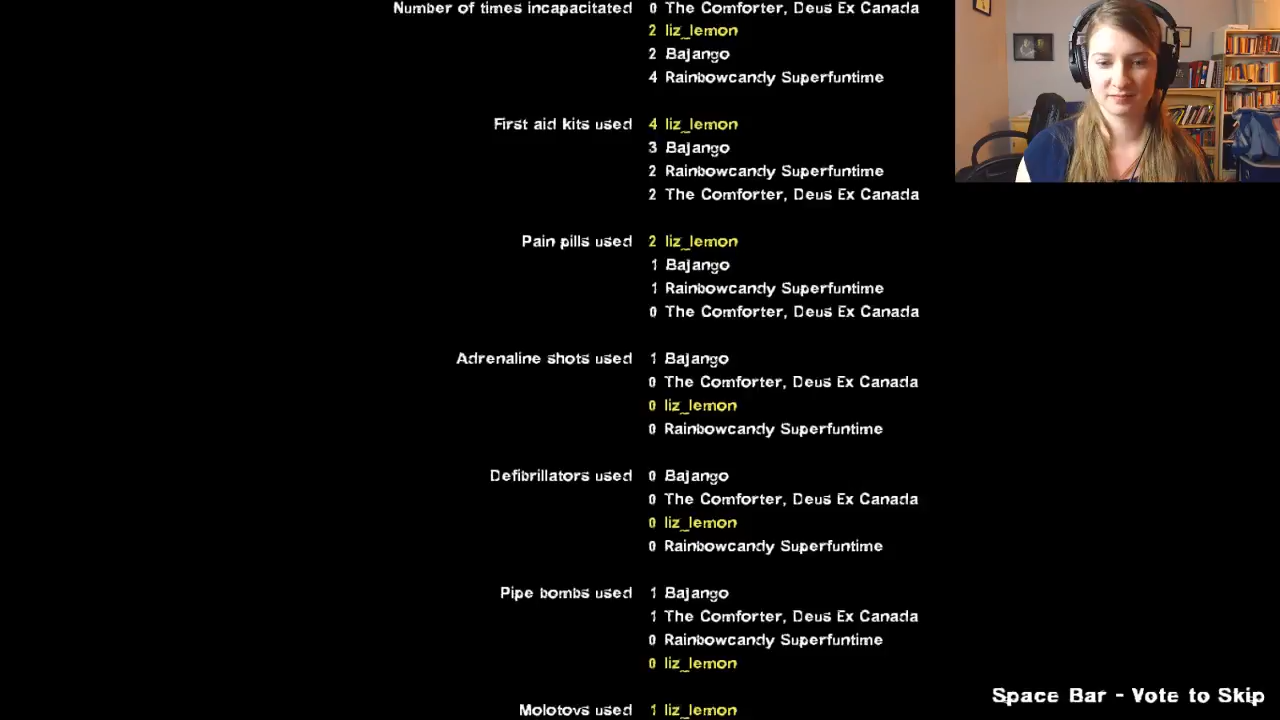 Number of times incapacitated 0 The Comforter, Deus Ex Canada
2 liz_lemon
2 Bajango
4 Rainbowcandy Superfuntime
First aid kits used 4 liz_lemon
3 Bajango
2 Rainbowcandy Superfuntime
2 The Comforter, Deus Ex Canada
Pain pills used 2 liz_lemon
1 Bajango
1 Rainbowcandy Superfuntime
0 The Comforter, Deus Ex Canada
Adrenaline shots used 1 Bajango
0 The Comforter, Deus Ex Canada
0 liz_lemon
0 Rainbowcandy Superfuntime
Defibrillators used 0 Bajango
0 The Comforter, Deus Ex Canada
0 liz_lemon
0 Rainbowcandy Superfuntime
Pipe bombs used 1 Bajango
1 The Comforter, Deus Ex Canada
0 Rainbowcandy Superfuntime
0 liz_lemon
Molotovs used 1 liz_lemon
Space Bar - Vote to Skip